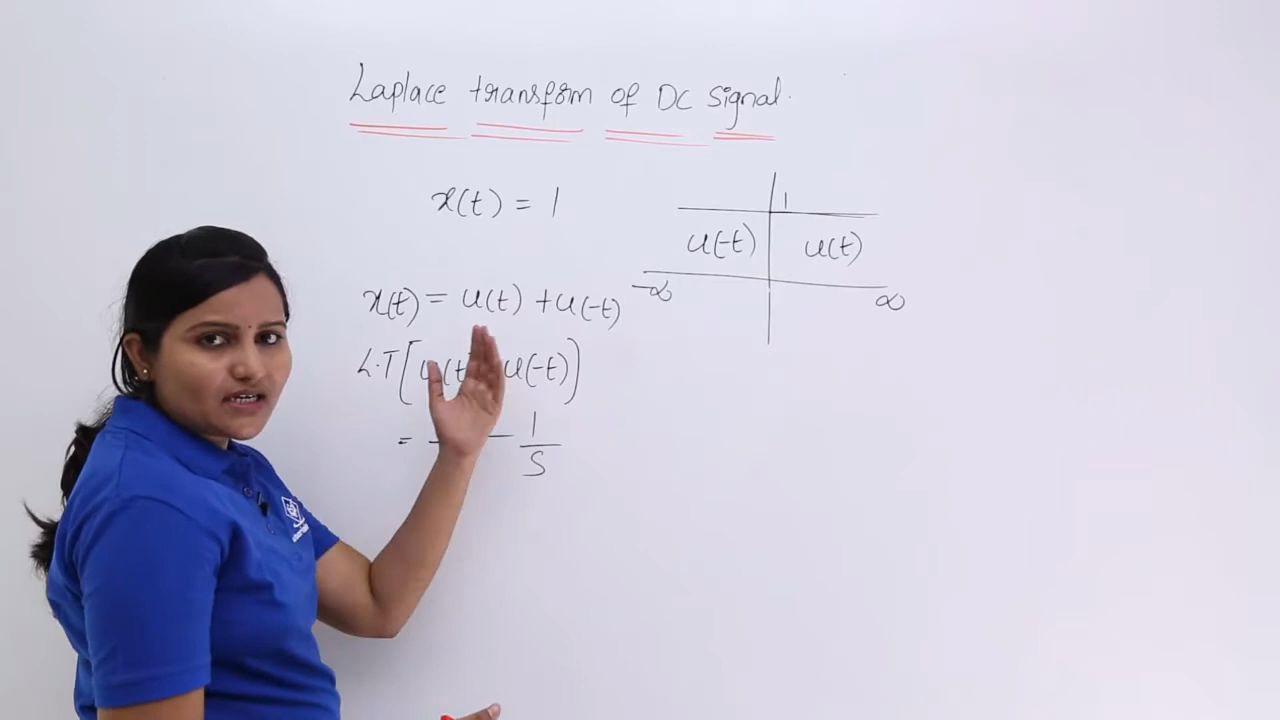 Laplace transform of DC signal.
x(t) = 1
1
u(-t) u(t)
-∞ ∞
x(t) = u(t) + u(-t)
L.T[u(t) u(-t)]
= - 1/S